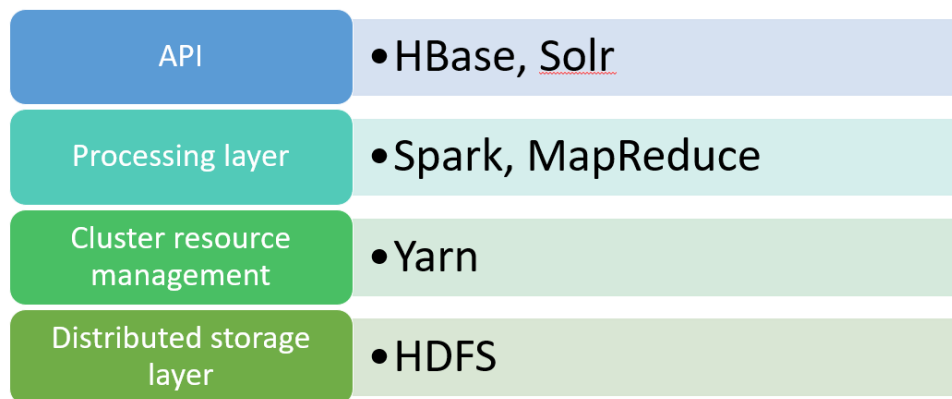 API
•HBase, Solr
Processing layer
•Spark, MapReduce
Cluster resource
management
•Yarn
Distributed storage
layer
•HDFS